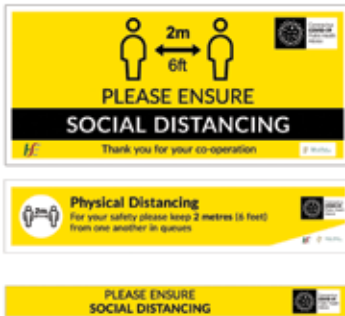 2m
6ft
PLEASE ENSURE
SOCIAL DISTANCING
Thank you for your co-operation
Physical Distancing
2m
For your safety please keep 2 metres (6 feet)
from one another in queues
PLEASE ENSURE
SOCIAL DISTANCING